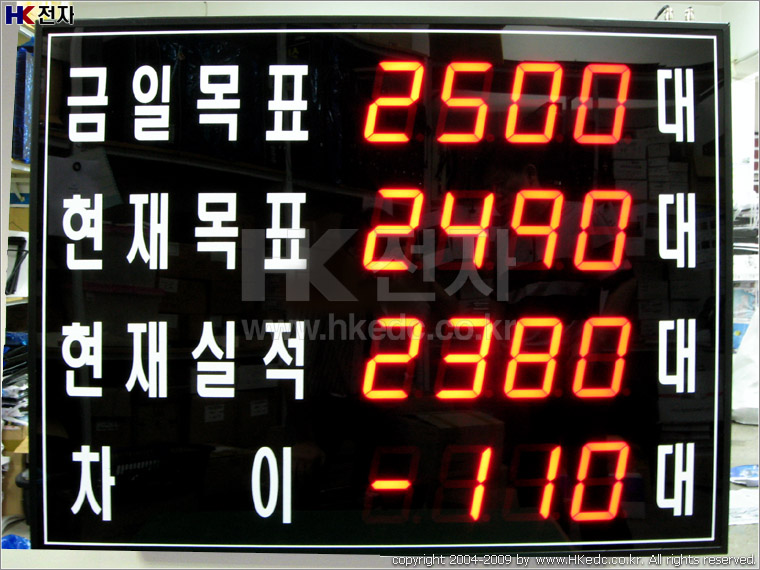 HK전자
금일목표 2500 대
현재목표 2490 대
HK전자
www.hkedc.co.kr
현재실적 2380 대
차 이 -110 대
copyright 2004-2009 by www.HKedc.co.kr. All rights reserved.